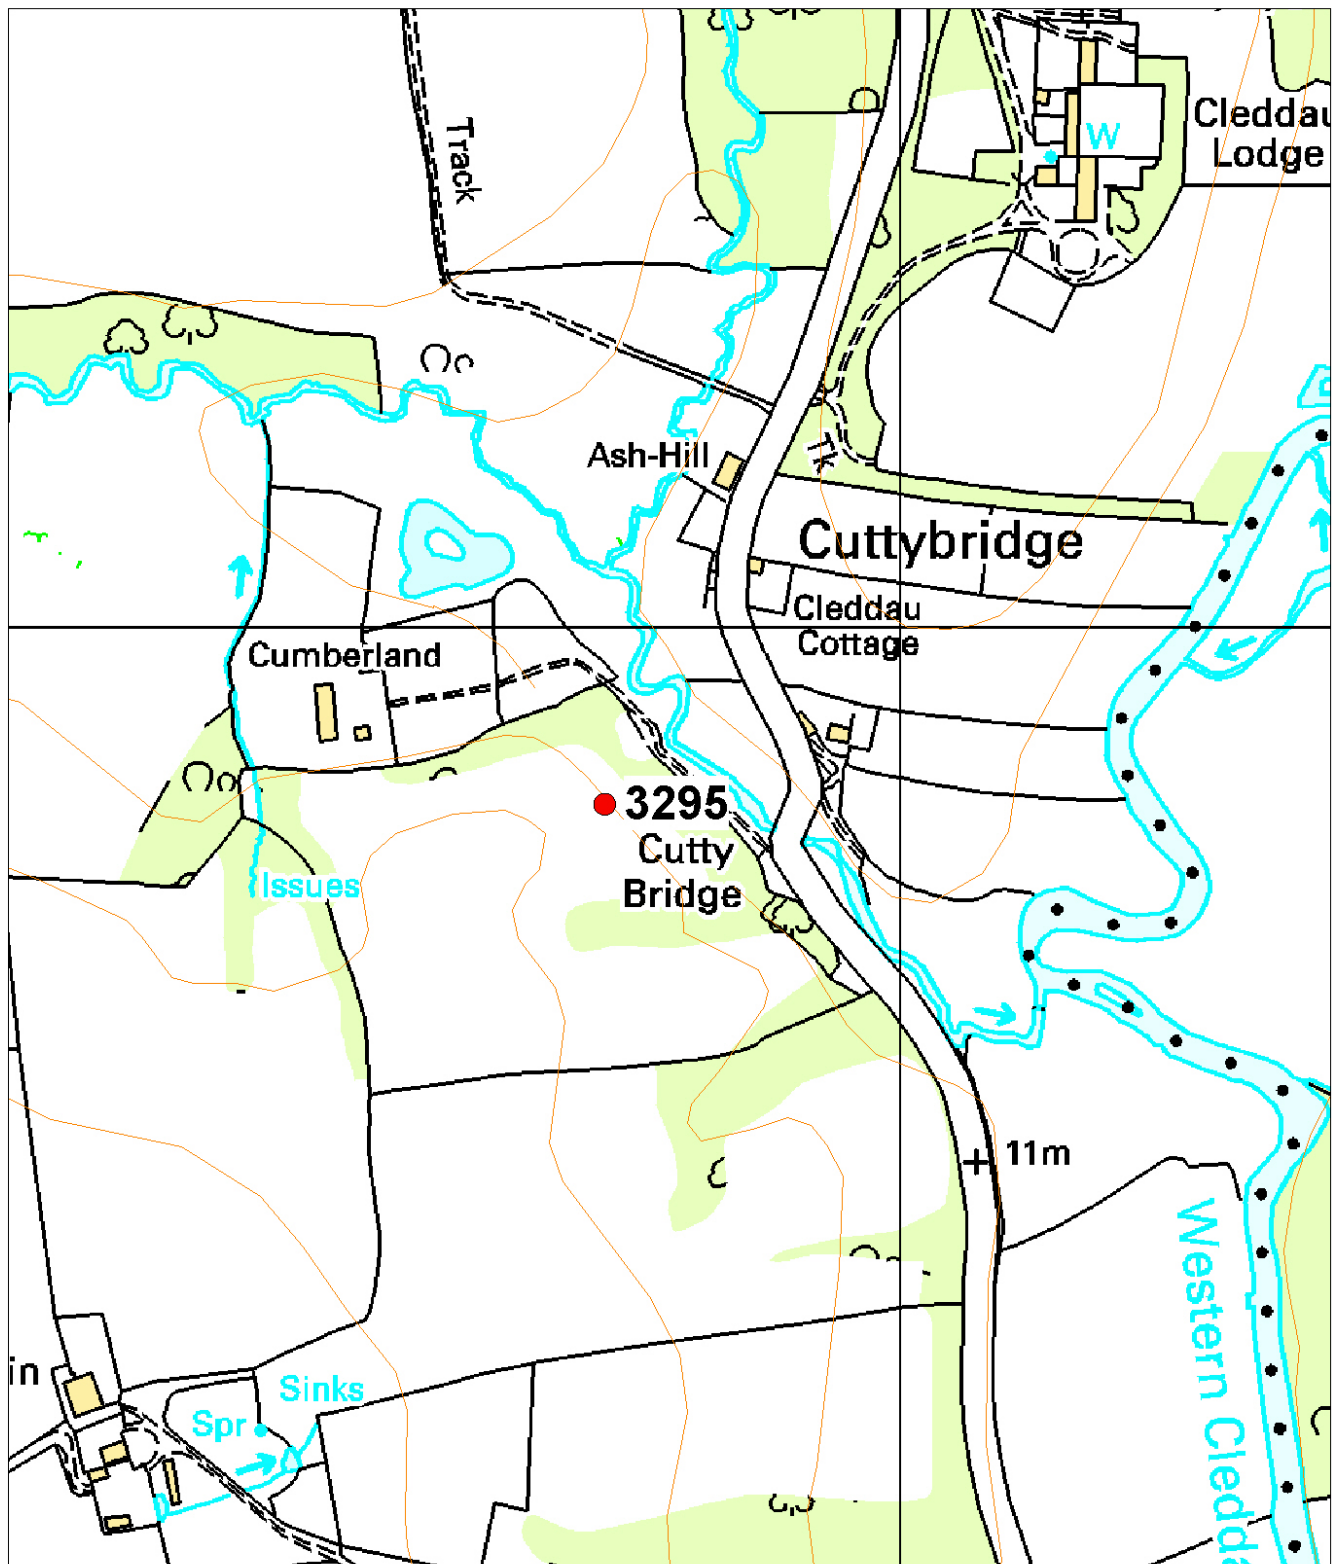 Track
Cleddau
Lodge
W
Ash-Hill
Tk
Cuttybridge
Cleddau
Cottage
Cumberland
3295
Cutty
Bridge
Issues
11m
Western Cledd
in
Sinks
Spr